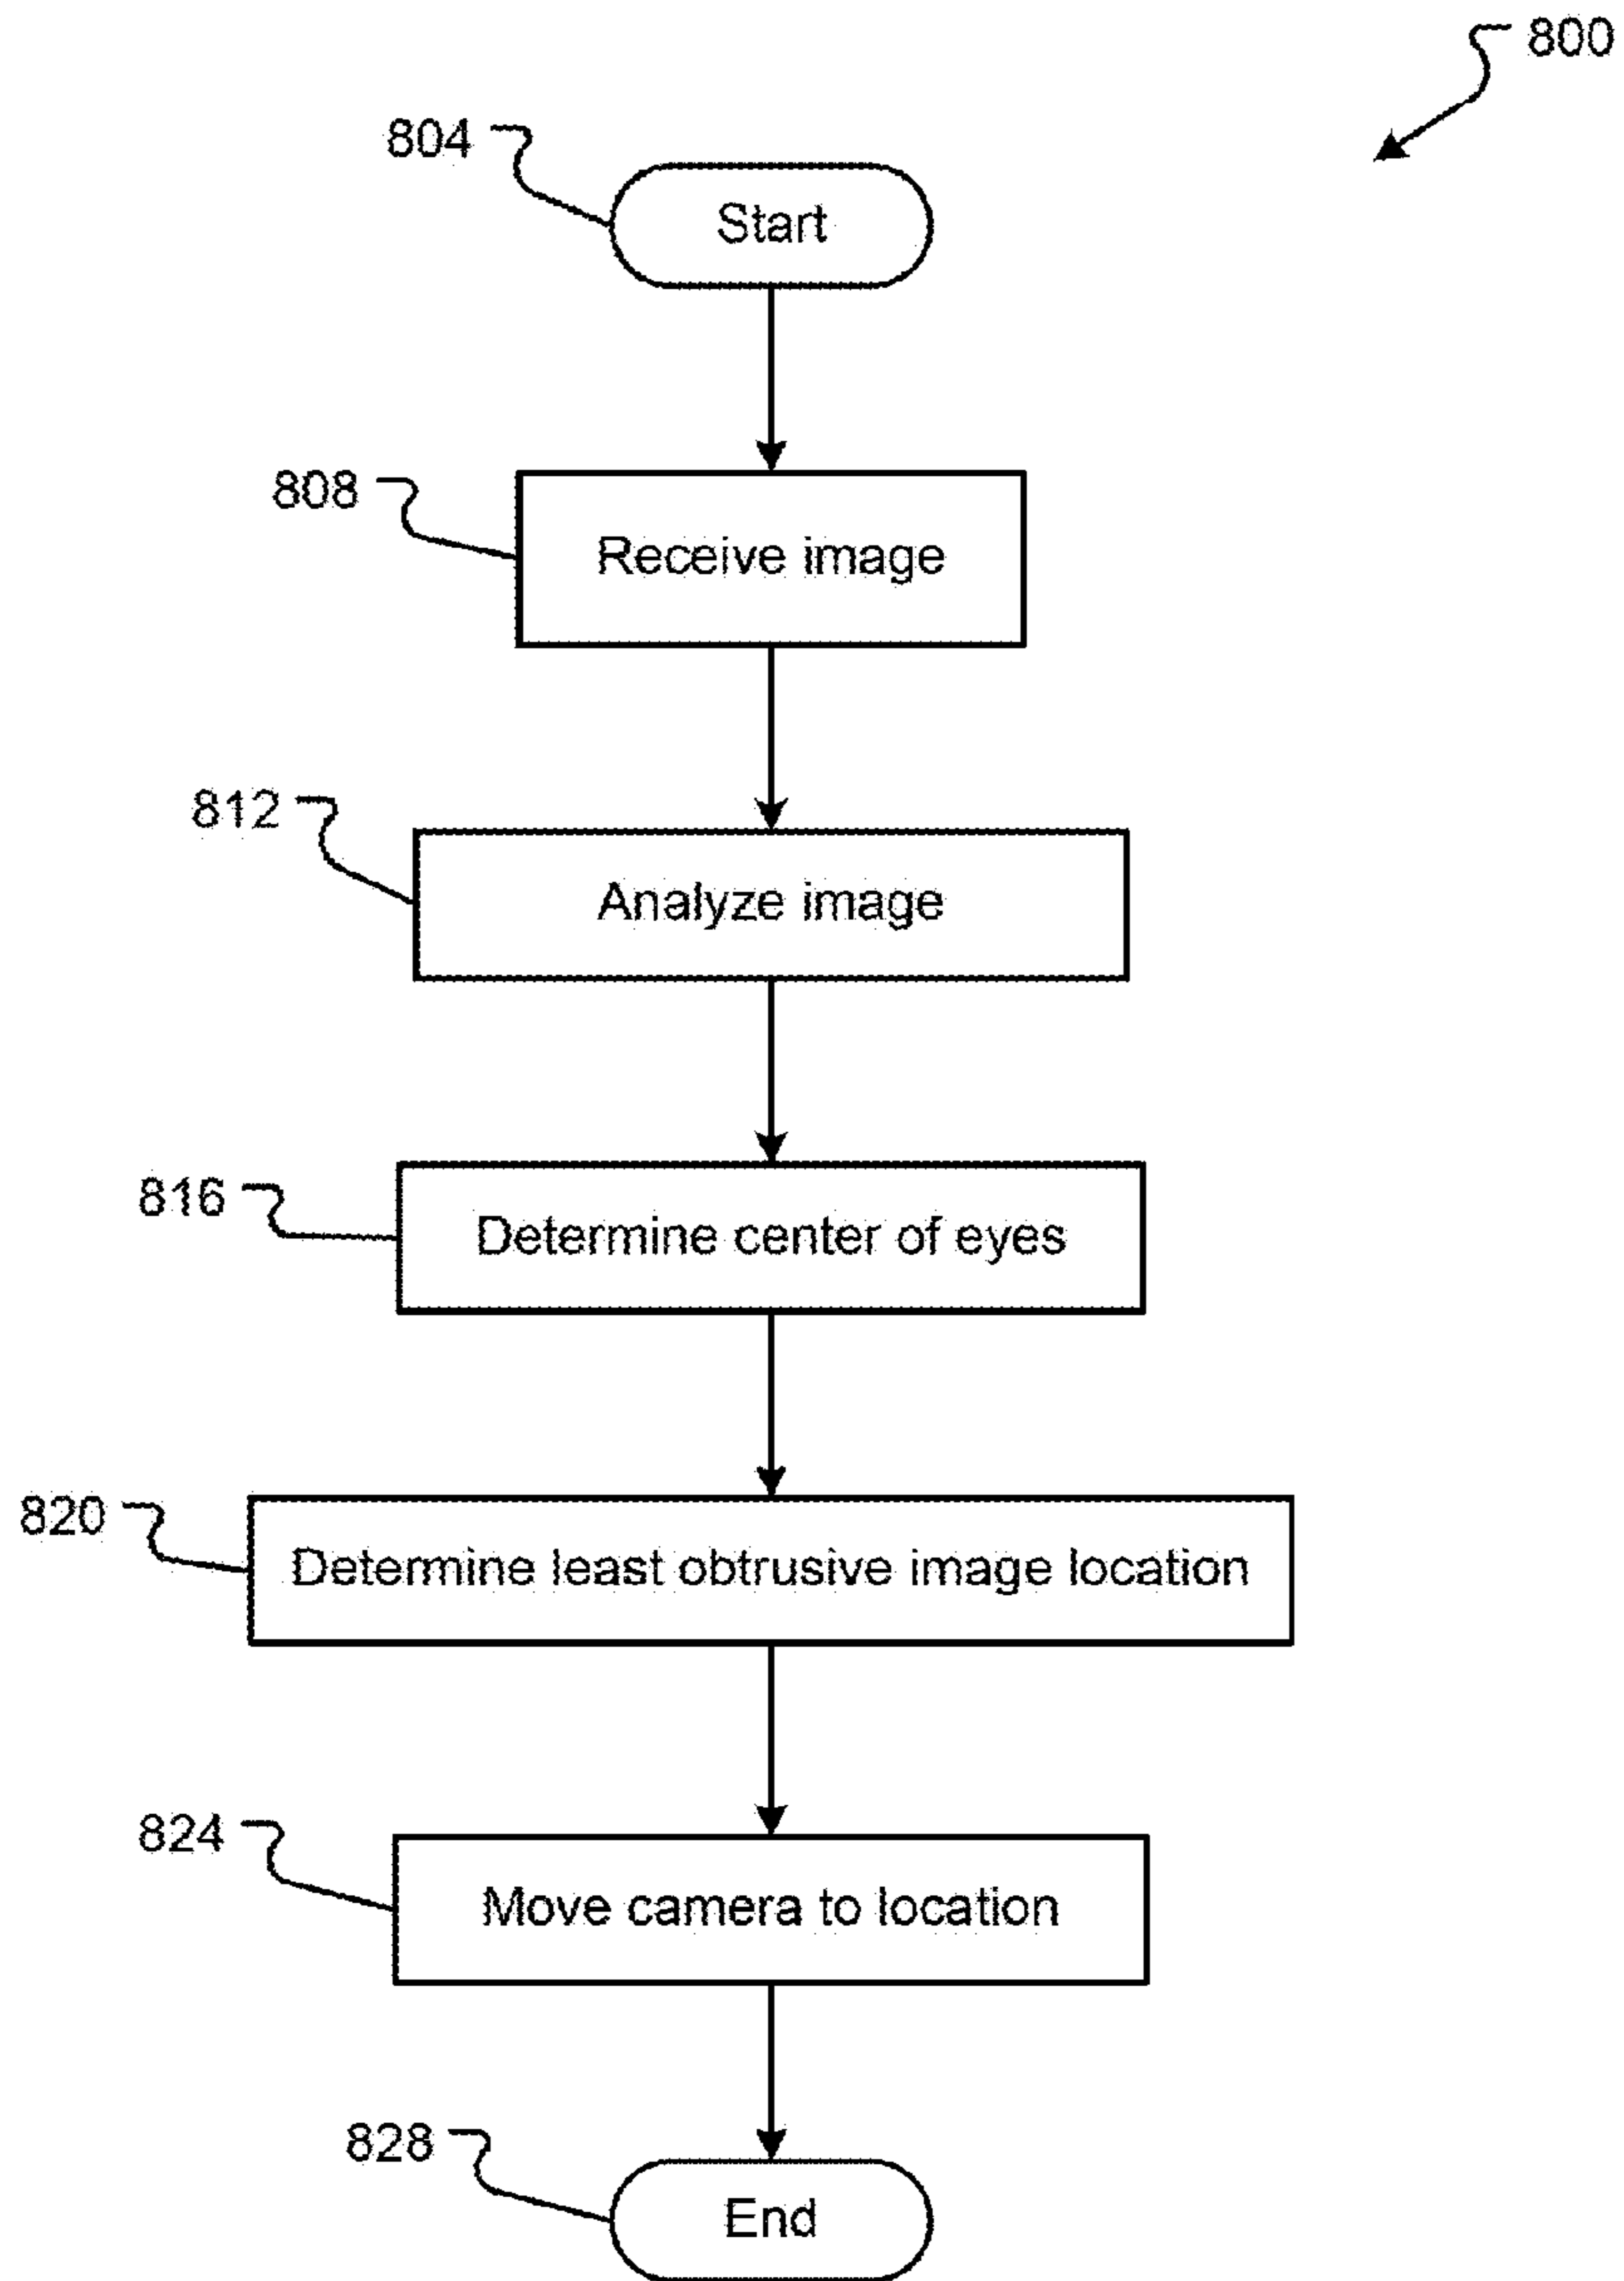 800
804
Start
808
Receive image
812
Analyze image
816
Determine center of eyes
820
Determine least obtrusive image location
824
Move camera to location
828
End